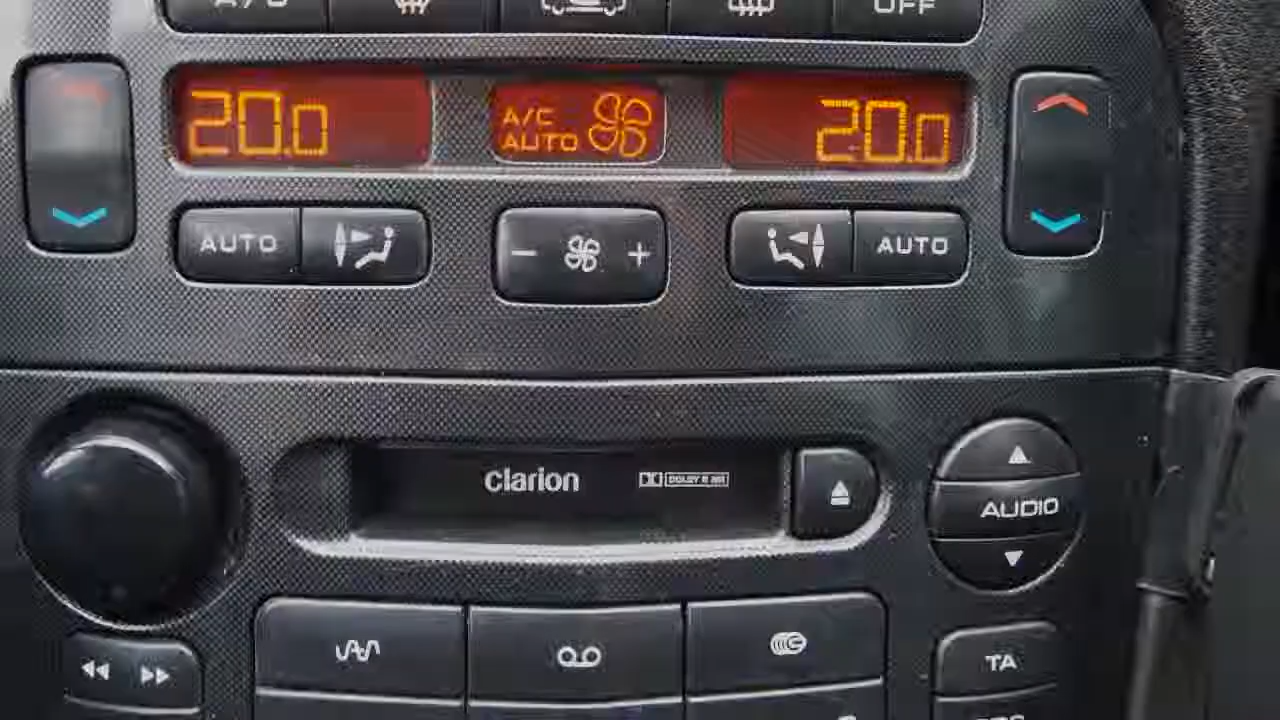 A/C
OFF
20.0
A/C
AUTO
20.0
AUTO
- +
AUTO
clarion
DOLBY B NR
AUDIO
TA